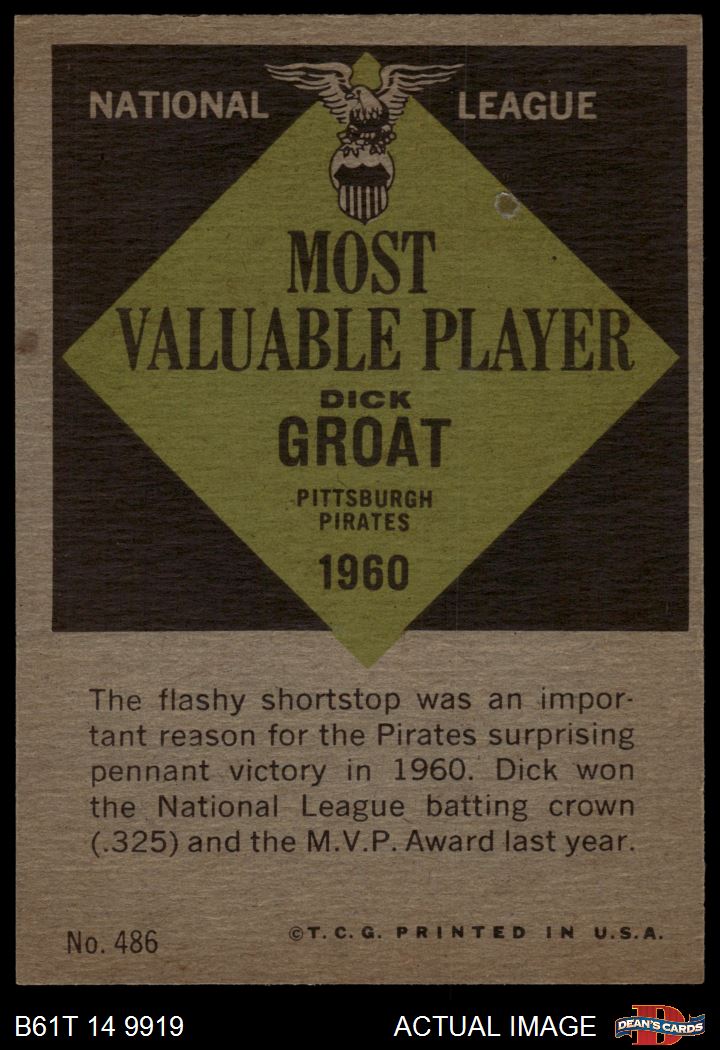 NATIONAL LEAGUE
MOST
VALUABLE PLAYER
DICK
GROAT
PITTSBURGH
PIRATES
1960
The flashy shortstop was an impor-
tant reason for the Pirates surprising
pennant victory in 1960. Dick won
the National League batting crown
(.325) and the M.V.P. Award last year.
No. 486
©T. C. G. PRINTED IN U.S.A.
B61T 14 9919
ACTUAL IMAGE
D
DEAN'S CARDS